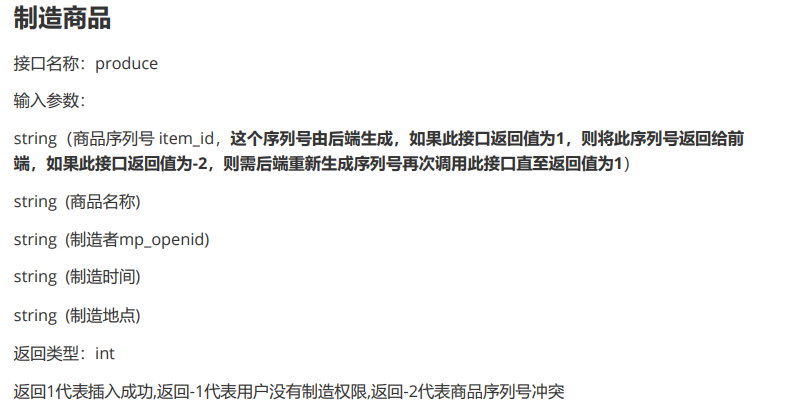 制造商品
接口名称：produce
输入参数：
string（商品序列号 item_id，这个序列号由后端生成，如果此接口返回值为1，则将此序列号返回给前
端，如果此接口返回值为-2，则需后端重新生成序列号再次调用此接口直至返回值为1）
string (商品名称)
string (制造者mp_openid)
string (制造时间)
string (制造地点)
返回类型：int
返回1代表插入成功,返回-1代表用户没有制造权限,返回-2代表商品序列号冲突